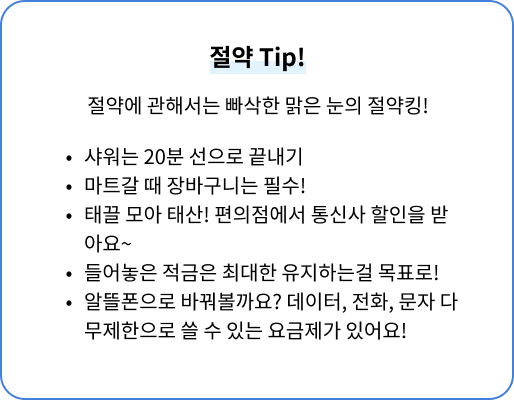 절약 Tip!
절약에 관해서는 빠삭한 맑은 눈의 절약킹!
• 샤워는 20분 선으로 끝내기
• 마트갈 때 장바구니는 필수!
• 태끌 모아 태산! 편의점에서 통신사 할인을 받
아요~
• 들어놓은 적금은 최대한 유지하는걸 목표로!
• 알뜰폰으로 바꿔볼까요? 데이터, 전화, 문자 다
무제한으로 쓸 수 있는 요금제가 있어요!